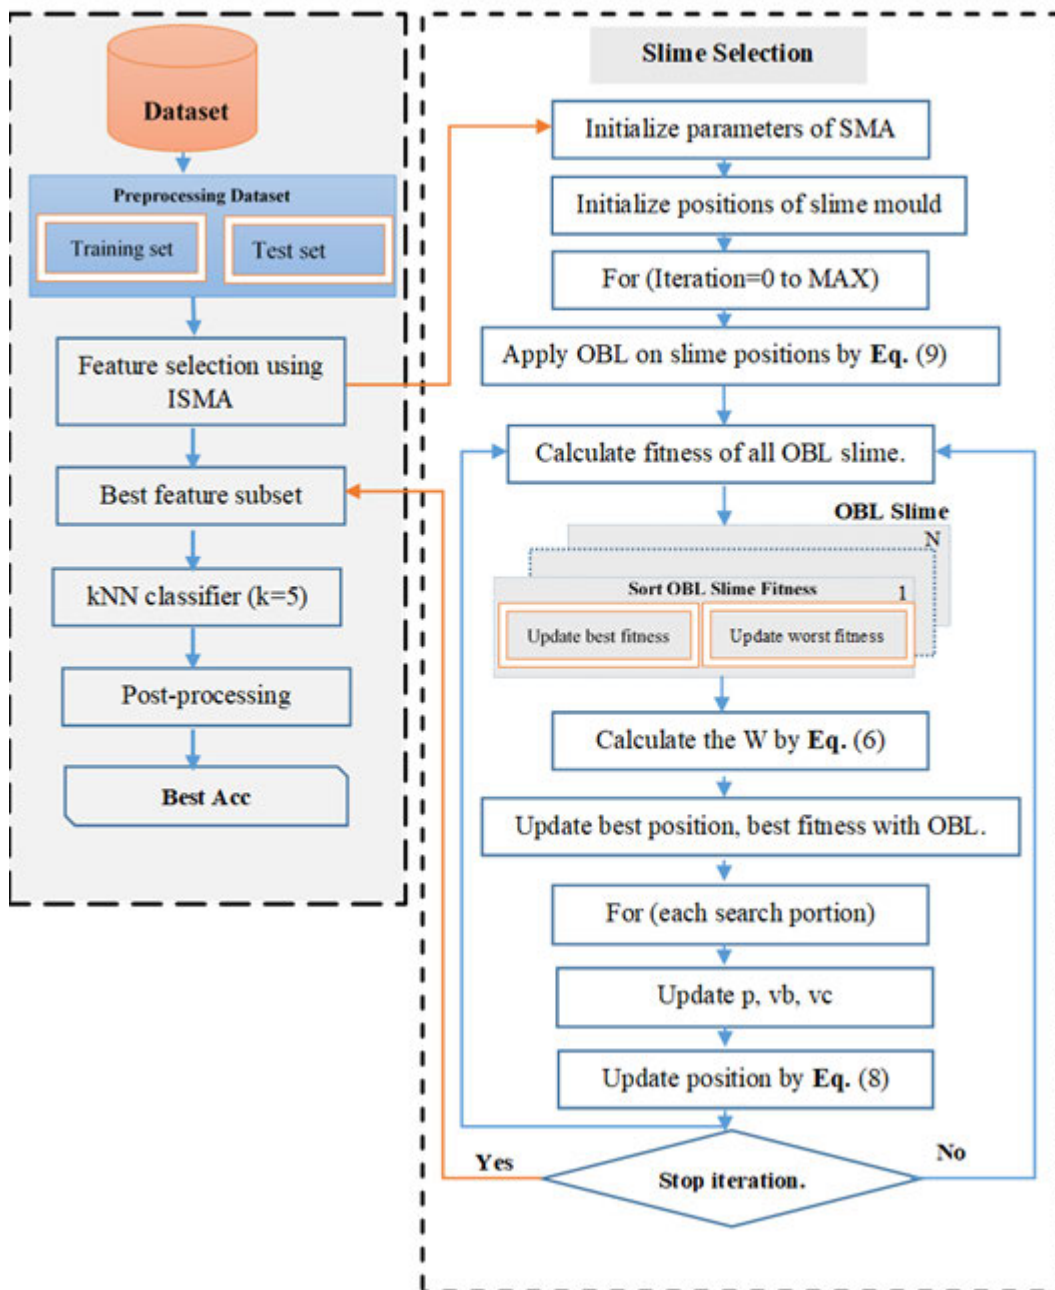 Dataset
Preprocessing Dataset
Training set
Test set
Feature selection using
ISMA
Best feature subset
kNN classifier (k=5)
Post-processing
Best Acc
Slime Selection
Initialize parameters of SMA
Initialize positions of slime mould
For (Iteration=0 to MAX)
Apply OBL on slime positions by Eq. (9)
Calculate fitness of all OBL slime.
OBL Slime
N
Sort OBL Slime Fitness
1
Update best fitness
Update worst fitness
Calculate the W by Eq. (6)
Update best position, best fitness with OBL.
For (each search portion)
Update p, vb, vc
Update position by Eq. (8)
Yes
No
Stop iteration.